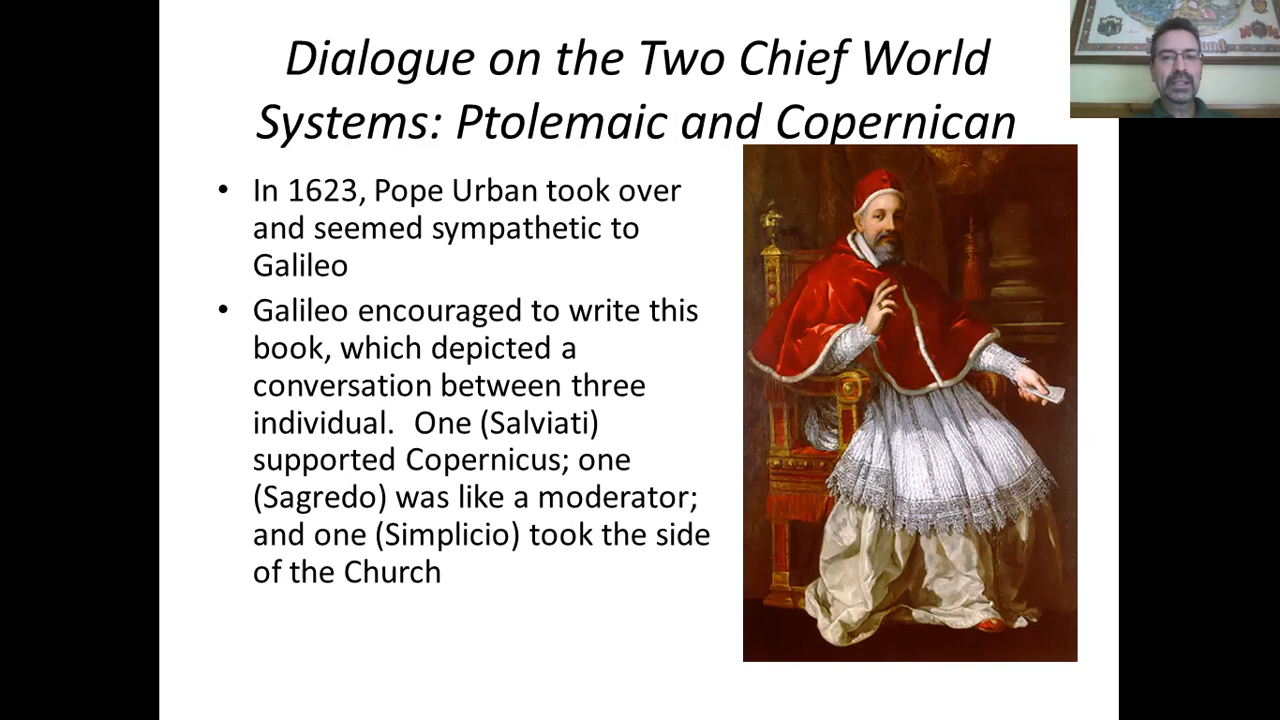 Dialogue on the Two Chief World
Systems: Ptolemaic and Copernican
• In 1623, Pope Urban took over
and seemed sympathetic to
Galileo
• Galileo encouraged to write this
book, which depicted a
conversation between three
individual.  One (Salviati)
supported Copernicus; one
(Sagredo) was like a moderator;
and one (Simplicio) took the side
of the Church